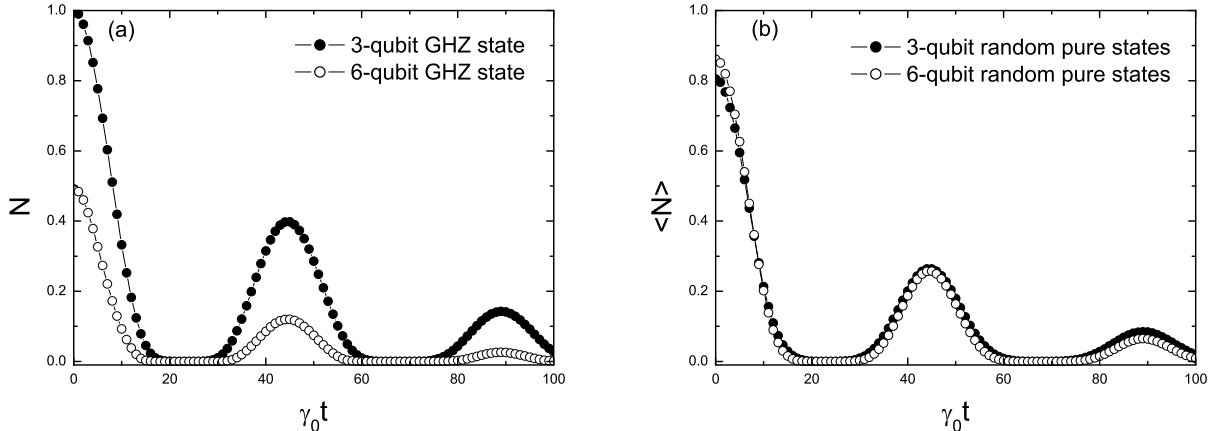 (a)
3-qubit GHZ state
6-qubit GHZ state
N
1.0
0.8
0.6
0.4
0.2
0.0
0 20 40 60 80 100
γ₀t
(b)
3-qubit random pure states
6-qubit random pure states
<N>
1.0
0.8
0.6
0.4
0.2
0.0
0 20 40 60 80 100
γ₀t